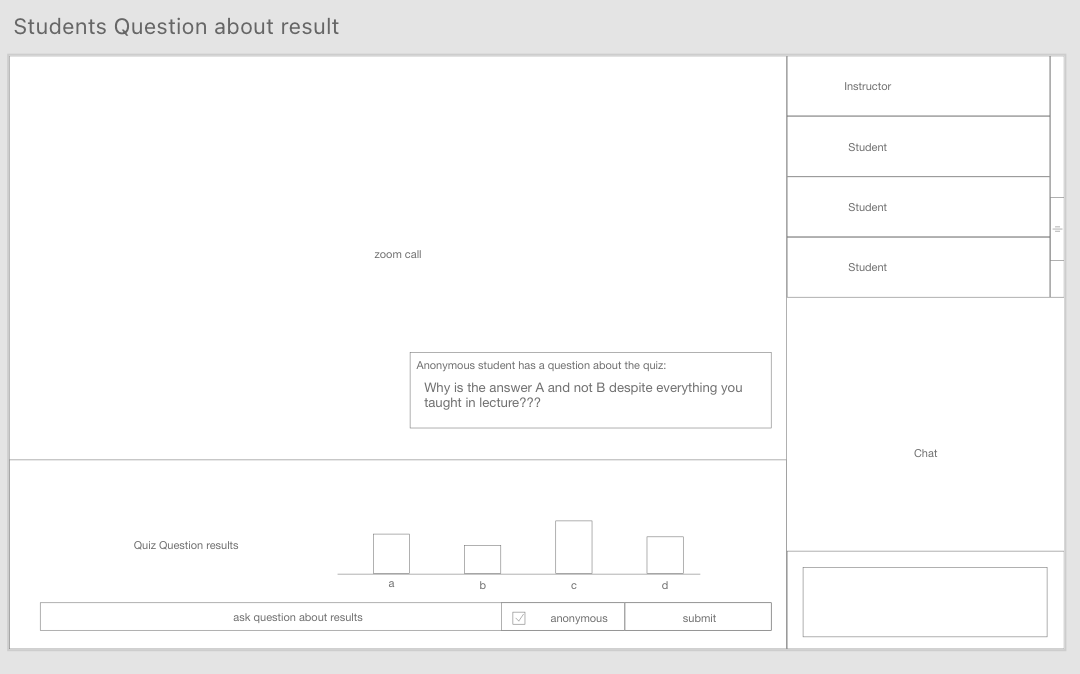 Students Question about result
Instructor
Student
Student
zoom call
Student
Anonymous student has a question about the quiz:
Why is the answer A and not B despite everything you
taught in lecture???
Chat
Quiz Question results
a
b
c
d
ask question about results
anonymous
submit